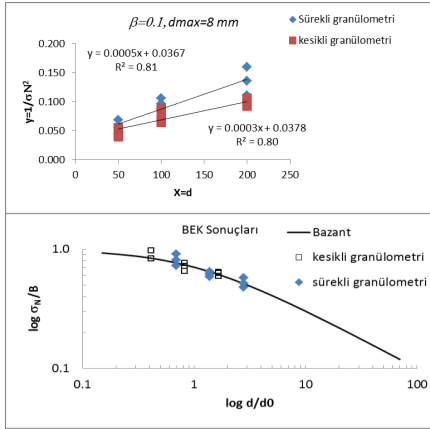 β=0.1, dmax=8 mm
Sürekli granülometri
kesikli granülometri
y = 0.0005x + 0.0367
R² = 0.81
y = 0.0003x + 0.0378
R² = 0.80
y=1/σN²
0.200
0.150
0.100
0.050
0.000
0 50 100 150 200 250
X=d
BEK Sonuçları
Bazant
kesikli granülometri
sürekli granülometri
log σN/B
1.0
0.1
0.1 1 10 100
log d/d0